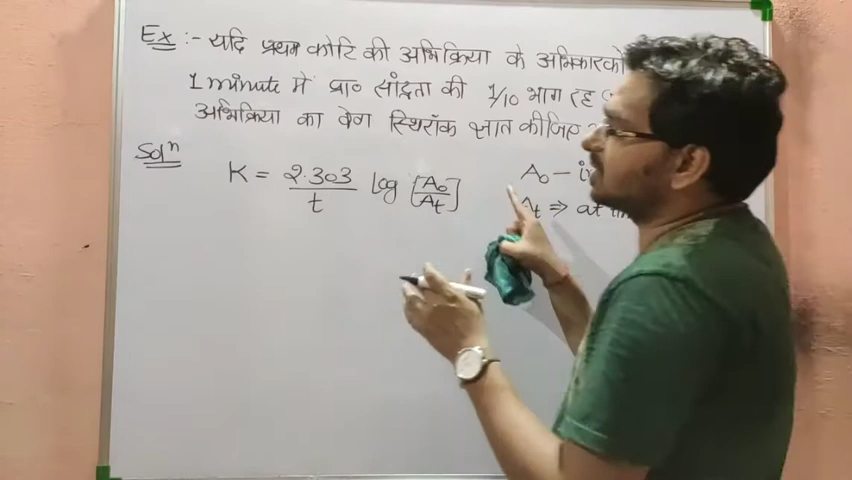 Ex :- यदि प्रथम कोटि की अभिक्रिया के अभिकारको
1 minute में प्रा० सांद्रता की 1/10 भाग रह
अभिक्रिया का वेग स्थिरांक ज्ञात कीजिए
Solⁿ
K = 2.303/t log [A₀/Aₜ]
A₀ –
Aₜ ⇒ at